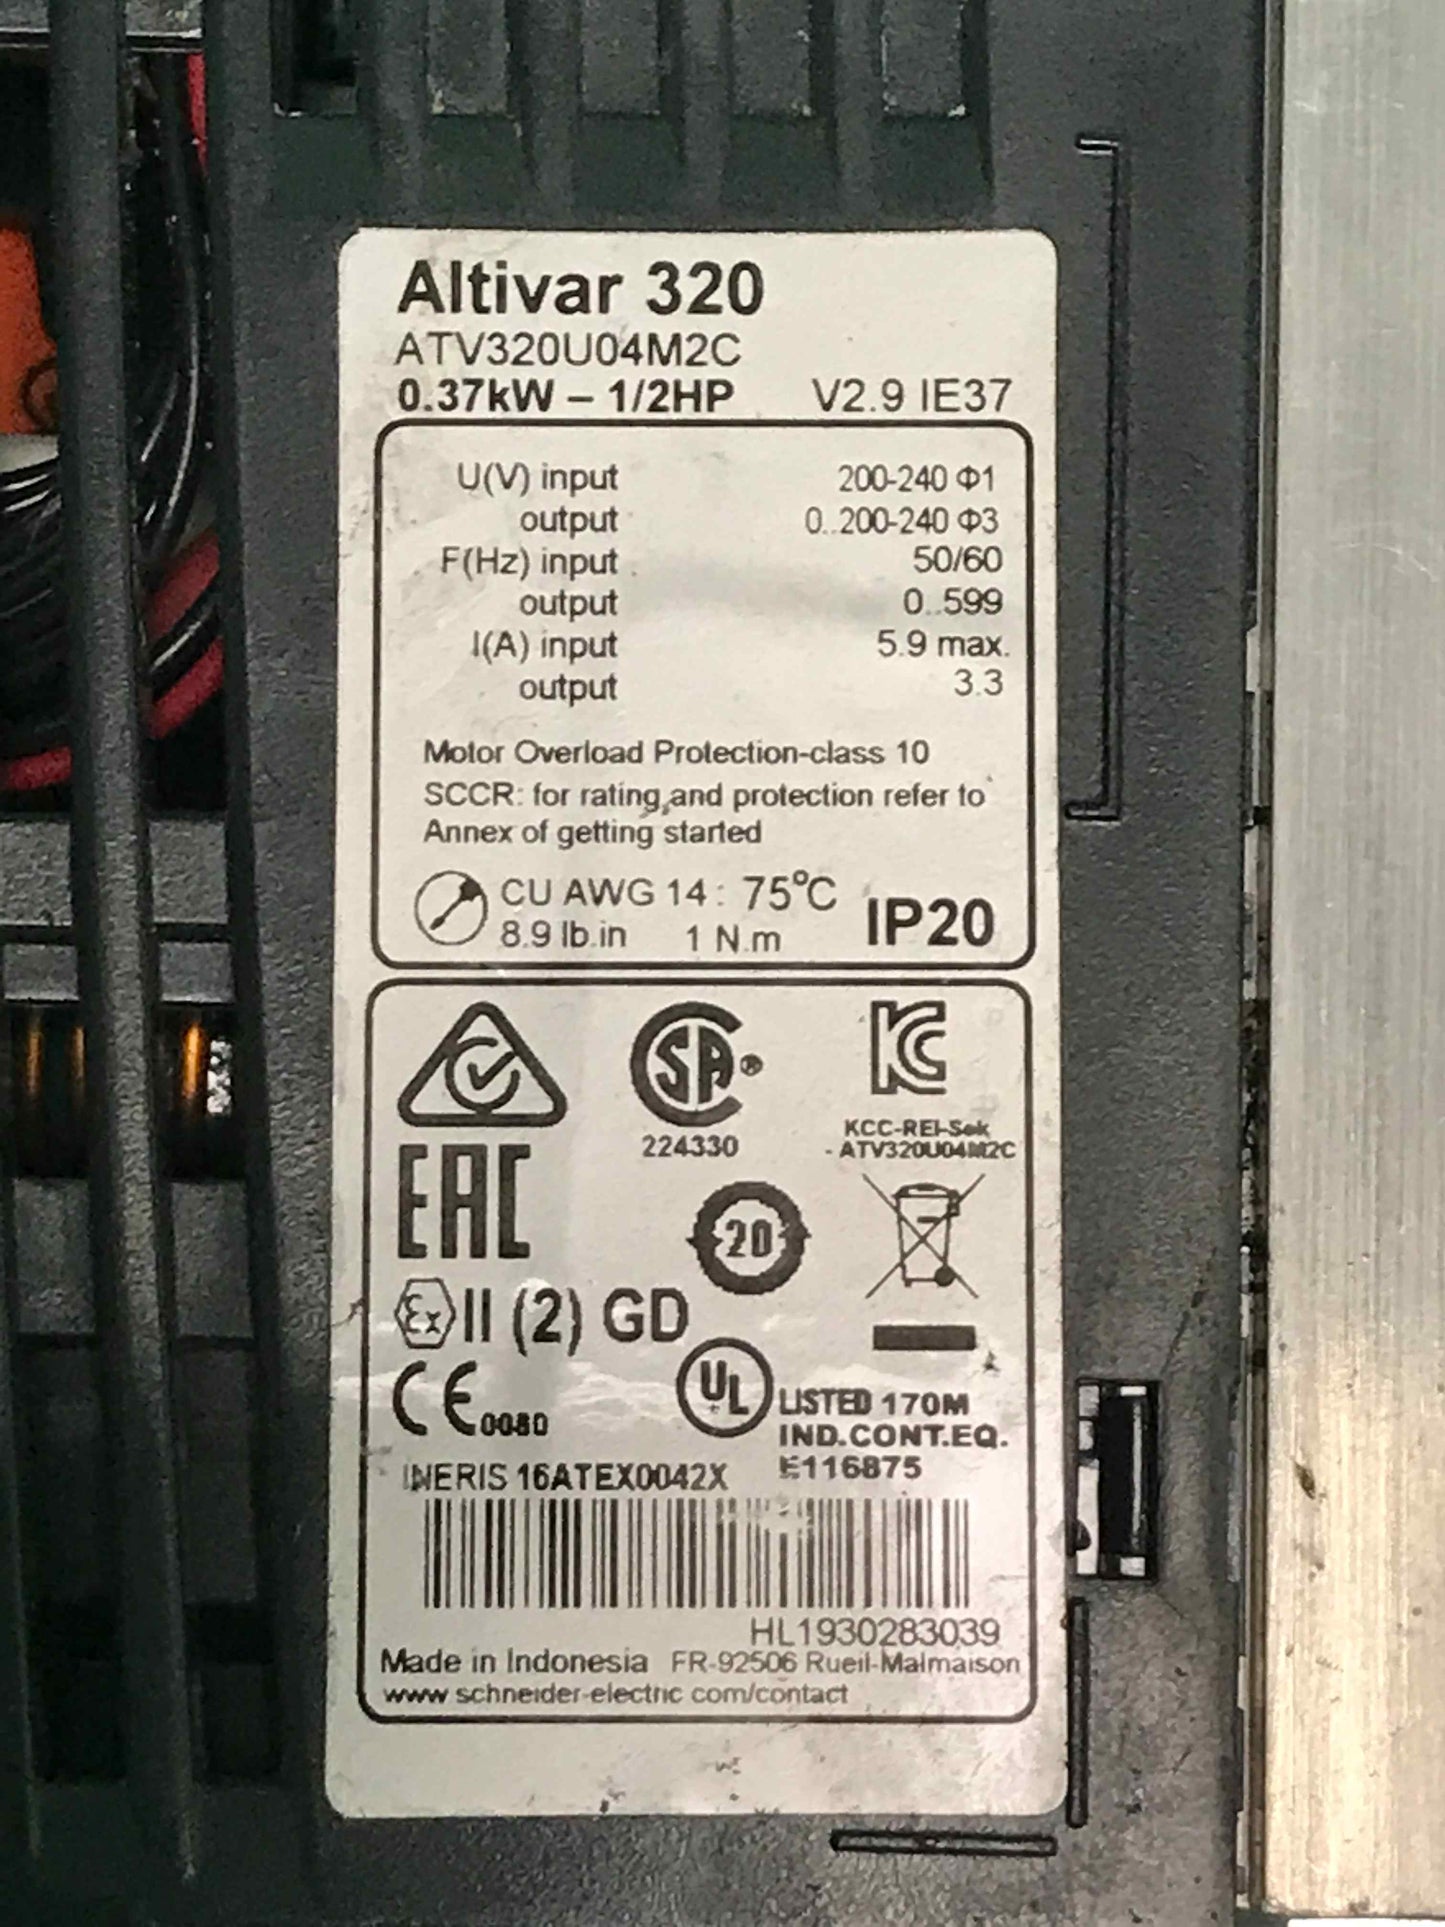 Altivar 320
ATV320U04M2C
0.37kW – 1/2HP V2.9 IE37
U(V) input 200-240 Φ1
output 0..200-240 Φ3
F(Hz) input 50/60
output 0..599
I(A) input 5.9 max.
output 3.3
Motor Overload Protection-class 10
SCCR: for rating and protection refer to
Annex of getting started
CU AWG 14 : 75°C
8.9 lb.in 1 N.m IP20
SA ®
224330
KC
KCC-REI-Sek
- ATV320U04M2C
EAC
20
Ex II (2) GD
CE 0080
UL LISTED 170M
IND.CONT.EQ.
E116875
INERIS 16ATEX0042X
HL1930283039
Made in Indonesia FR-92506 Rueil-Malmaison
www.schneider-electric.com/contact